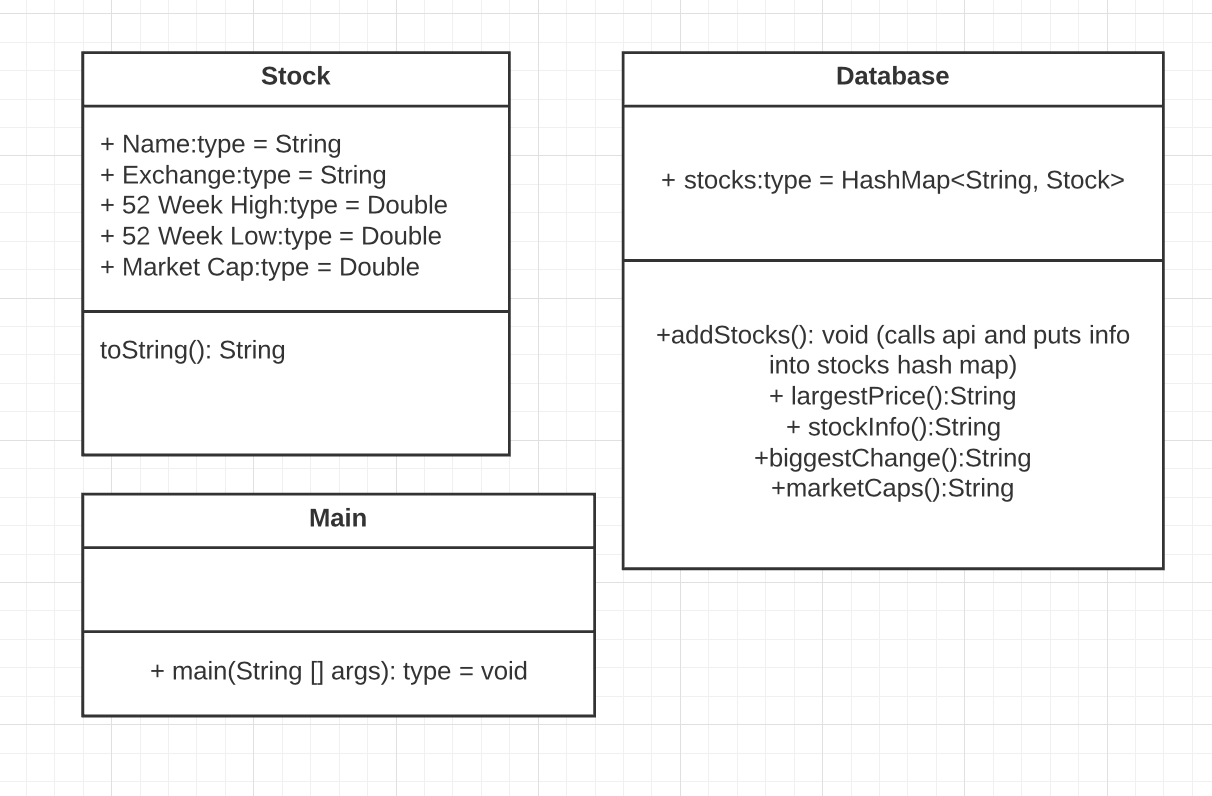 Stock
+ Name:type = String
+ Exchange:type = String
+ 52 Week High:type = Double
+ 52 Week Low:type = Double
+ Market Cap:type = Double
toString(): String
Database
+ stocks:type = HashMap<String, Stock>
+addStocks(): void (calls api and puts info
into stocks hash map)
+ largestPrice():String
+ stockInfo():String
+biggestChange():String
+marketCaps():String
Main
+ main(String [] args): type = void